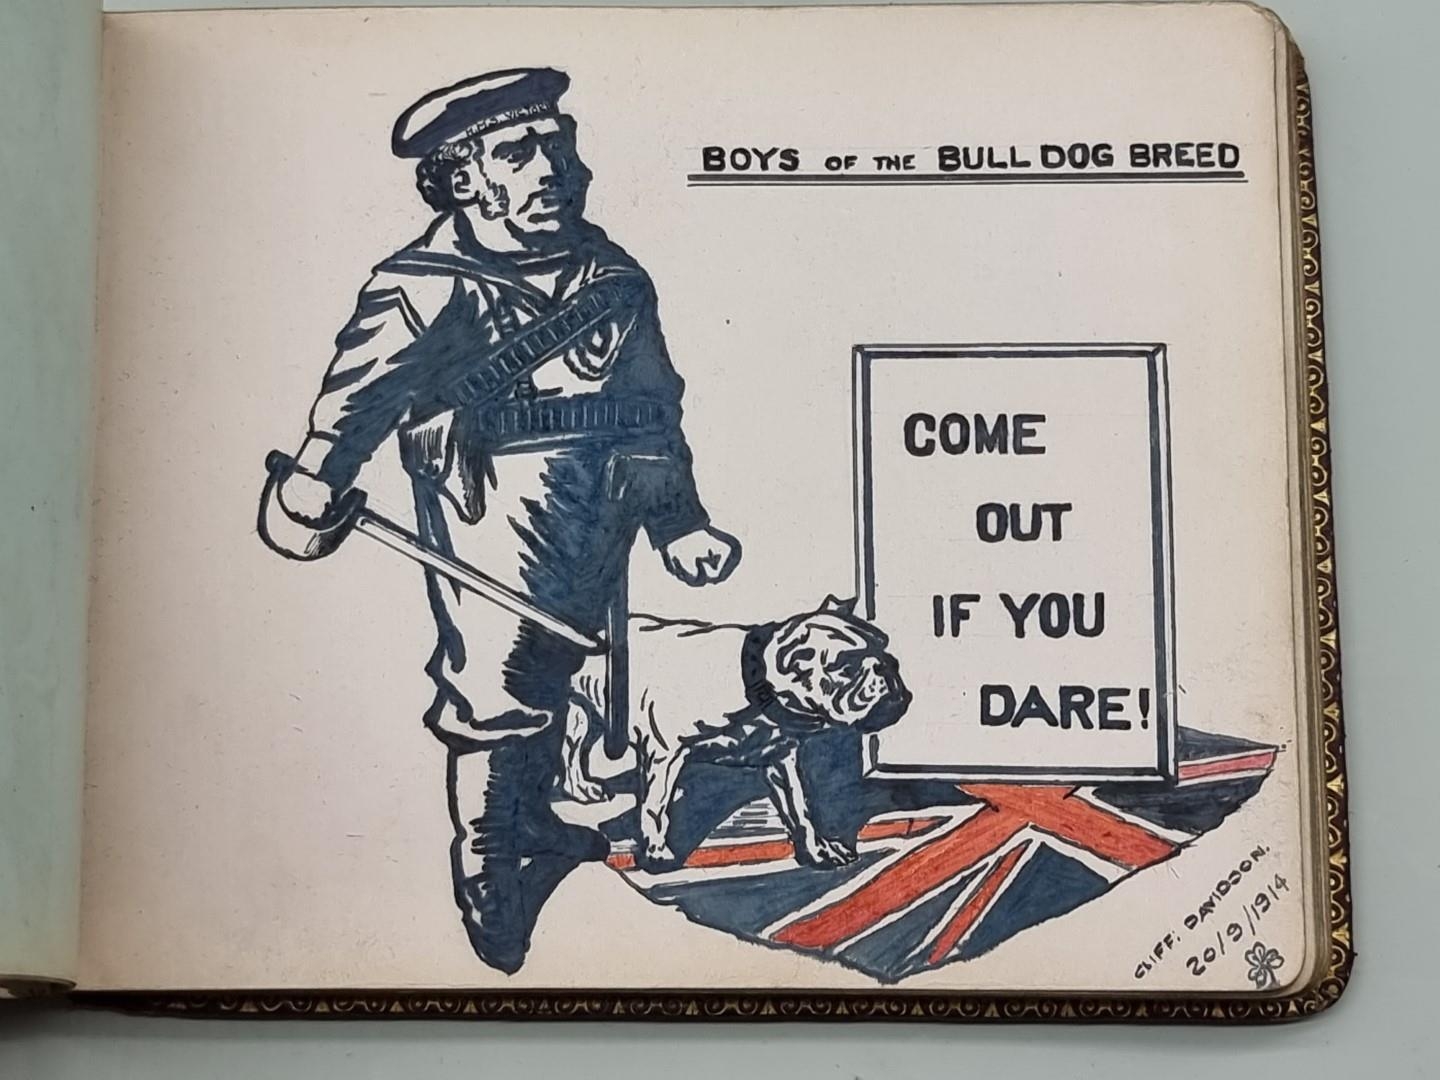 H.M.S. VICTORY
BOYS OF THE BULL DOG BREED
COME
OUT
IF YOU
DARE!
CLIFF: DAVIDSON.
20/9/1914